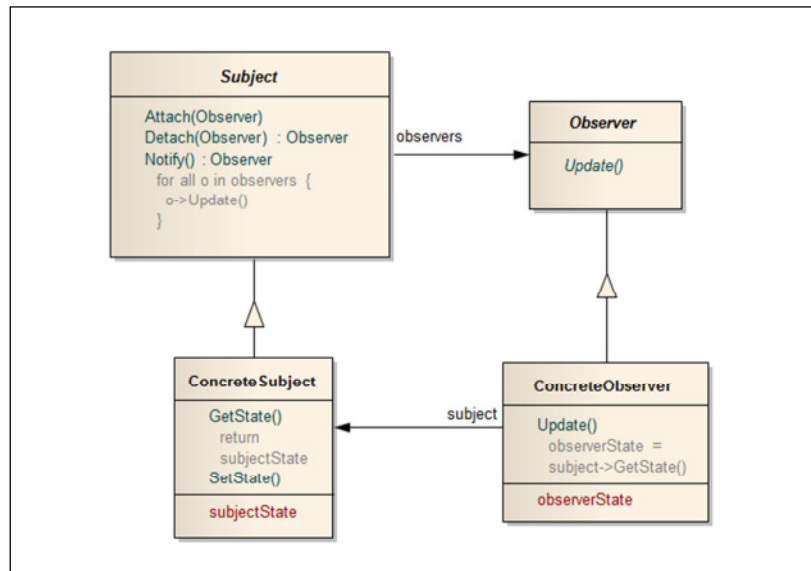 Subject
Attach(Observer)
Detach(Observer) : Observer
Notify() : Observer
for all o in observers {
o->Update()
}
observers
Observer
Update()
ConcreteSubject
GetState()
return
subjectState
SetState()
subjectState
subject
ConcreteObserver
Update()
observerState =
subject->GetState()
observerState